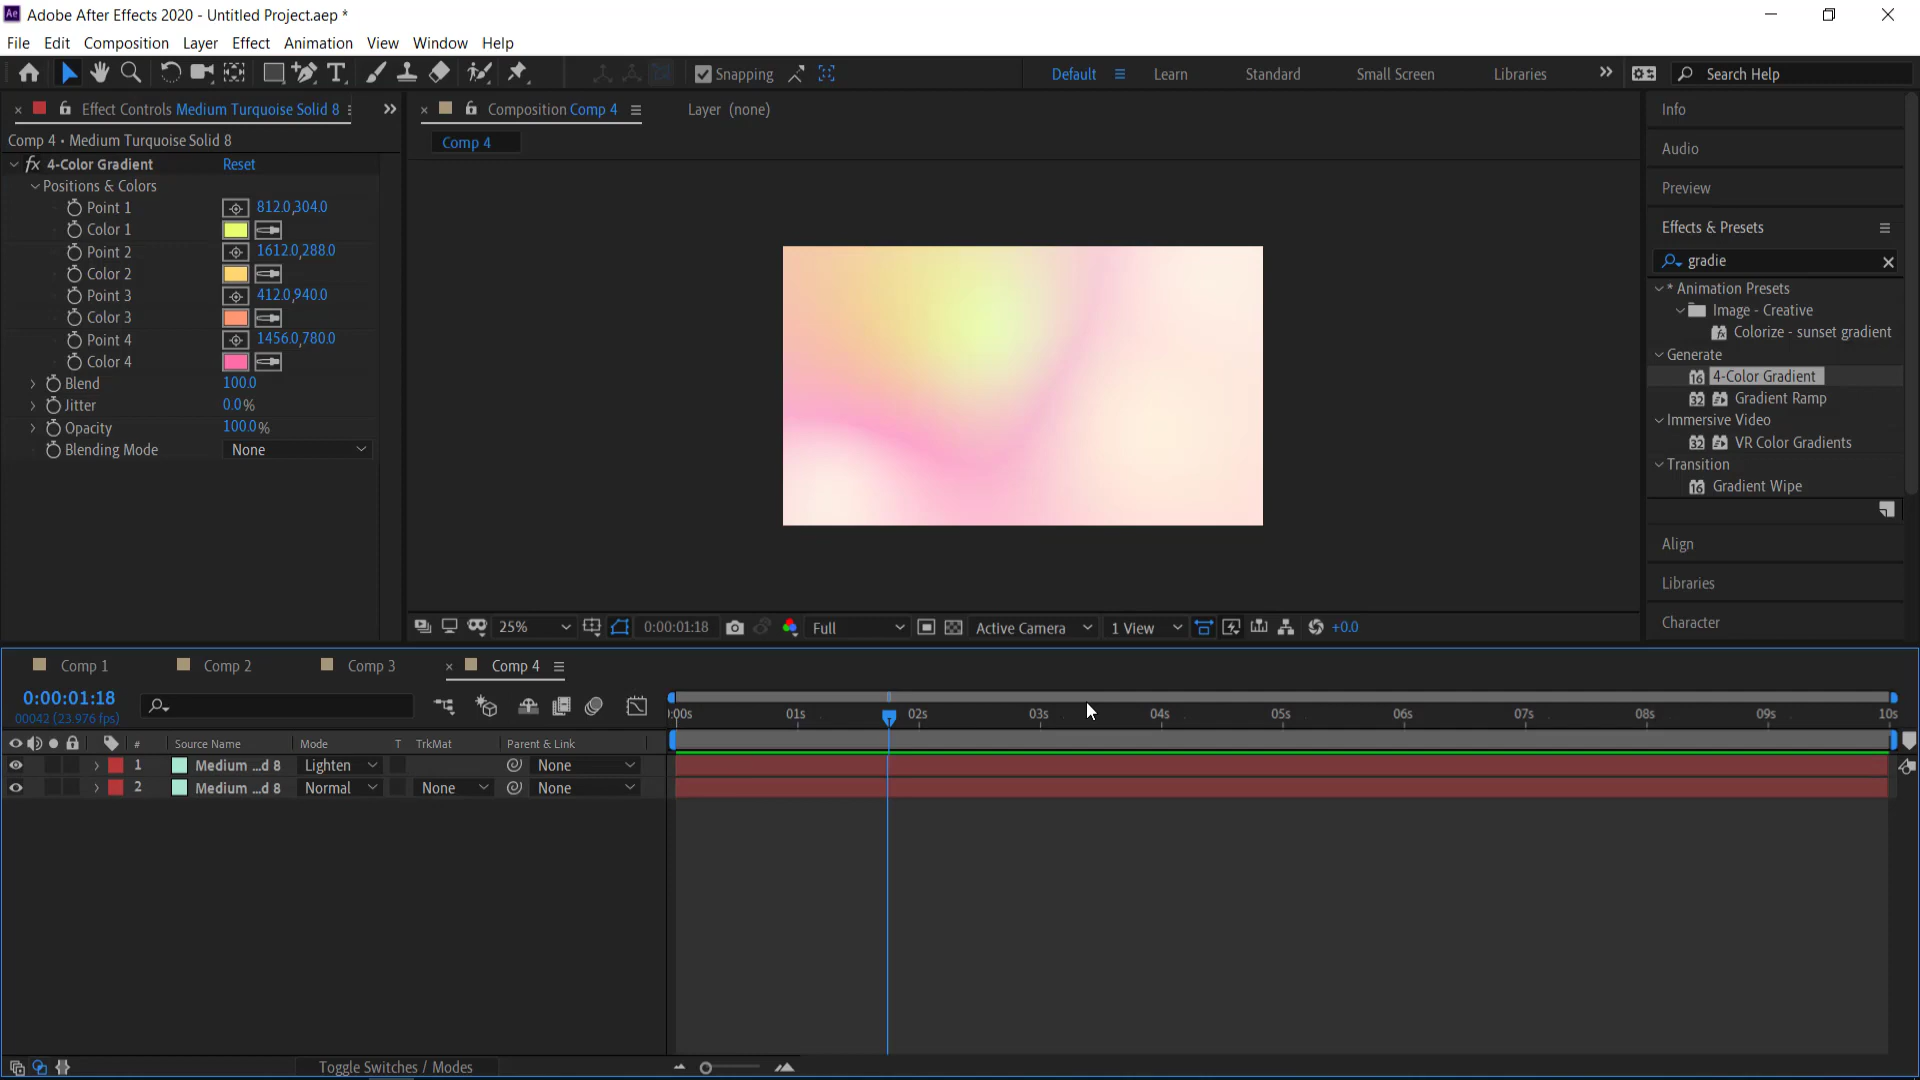 Adobe After Effects 2020 - Untitled Project.aep *
File Edit Composition Layer Effect Animation View Window Help
Snapping Default Learn Standard Small Screen Libraries Search Help
Effect Controls Medium Turquoise Solid 8
Composition Comp 4 Layer (none)
Comp 4 • Medium Turquoise Solid 8
Comp 4
fx 4-Color Gradient Reset
Positions & Colors
Point 1 812.0,304.0
Color 1
Point 2 1612.0,288.0
Color 2
Point 3 412.0,940.0
Color 3
Point 4 1456.0,780.0
Color 4
Blend 100.0
Jitter 0.0%
Opacity 100.0%
Blending Mode None
Info
Audio
Preview
Effects & Presets
gradie
* Animation Presets
Image - Creative
Colorize - sunset gradient
Generate
4-Color Gradient
Gradient Ramp
Immersive Video
VR Color Gradients
Transition
Gradient Wipe
Align
Libraries
Character
25% 0:00:01:18 Full Active Camera 1 View +0.0
Comp 1 Comp 2 Comp 3 Comp 4
0:00:01:18
00042 (23.976 fps)
:00s 01s 02s 03s 04s 05s 06s 07s 08s 09s 10s
# Source Name Mode T TrkMat Parent & Link
1 Medium ...d 8 Lighten None
2 Medium ...d 8 Normal None None
Toggle Switches / Modes